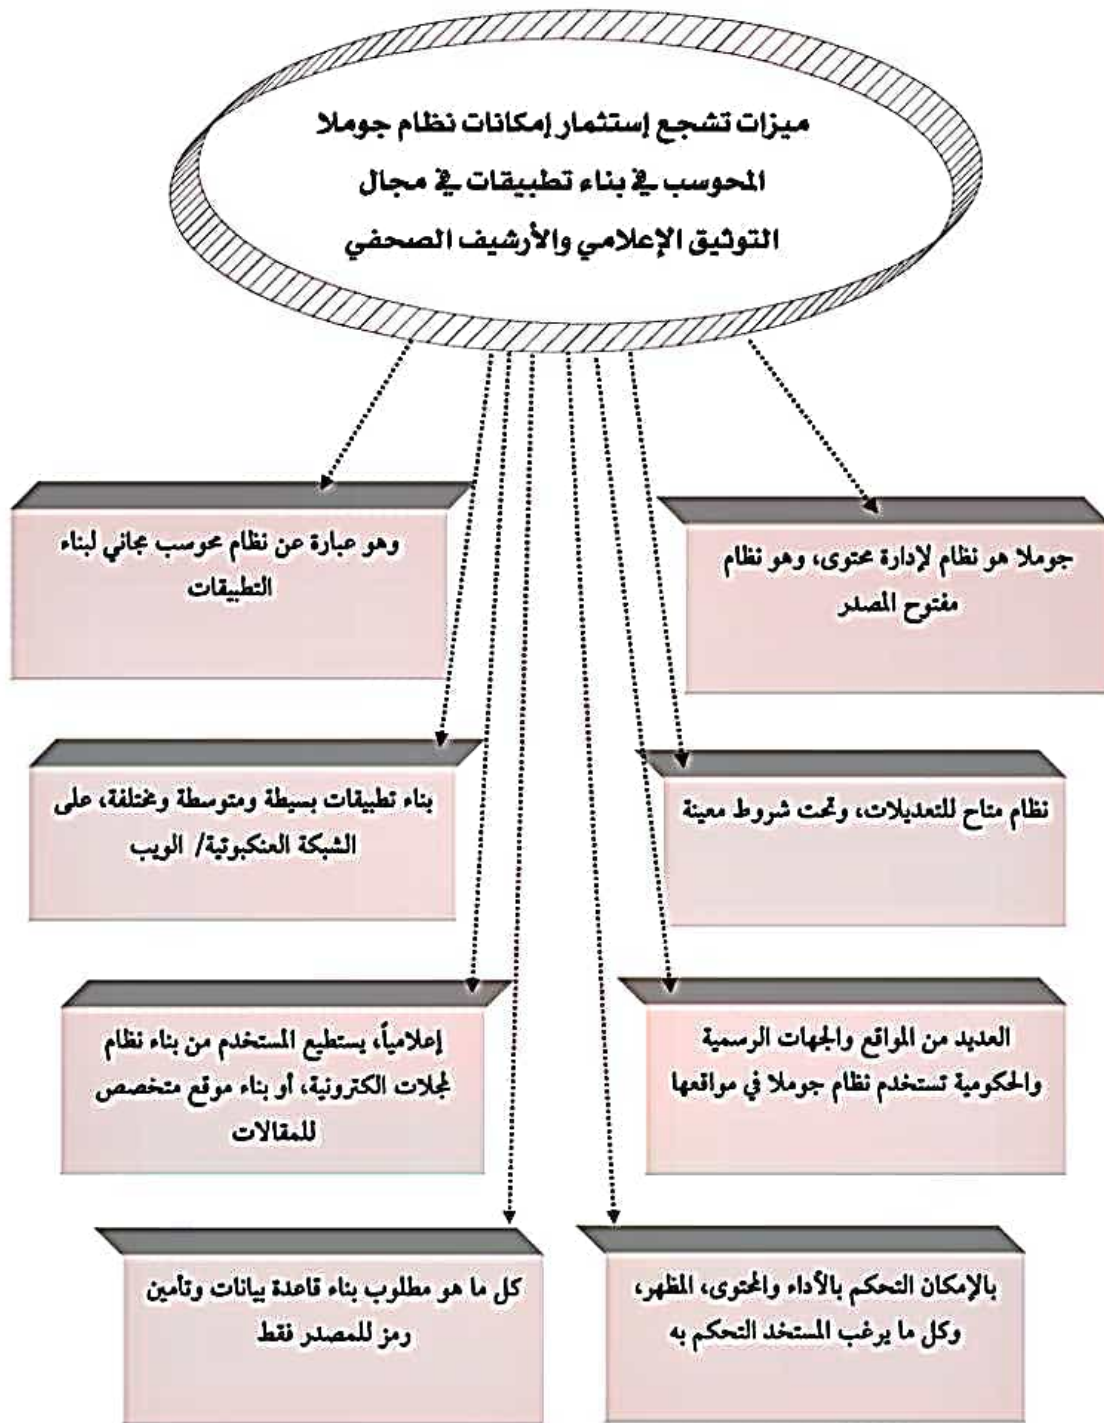 ميزات تشجع إستثمار إمكانات نظام جوملا
المحوسب في بناء تطبيقات في مجال
التوثيق الإعلامي والأرشيف الصحفي
جوملا هو نظام لإدارة محتوى، وهو نظام
مفتوح المصدر
وهو عبارة عن نظام محوسب مجاني لبناء
التطبيقات
نظام متاح للتعديلات، وتحت شروط معينة
بناء تطبيقات بسيطة ومتوسطة ومختلفة، على
الشبكة العنكبوتية/ الويب
العديد من المواقع والجهات الرسمية
والحكومية تستخدم نظام جوملا في مواقعها
إعلامياً، يستطيع المستخدم من بناء نظام
لمجلات الكترونية، أو بناء موقع متخصص
للمقالات
بالإمكان التحكم بالأداء والمحتوى، المظهر،
وكل ما يرغب المستخد التحكم به
كل ما هو مطلوب بناء قاعدة بيانات وتأمين
رمز للمصدر فقط